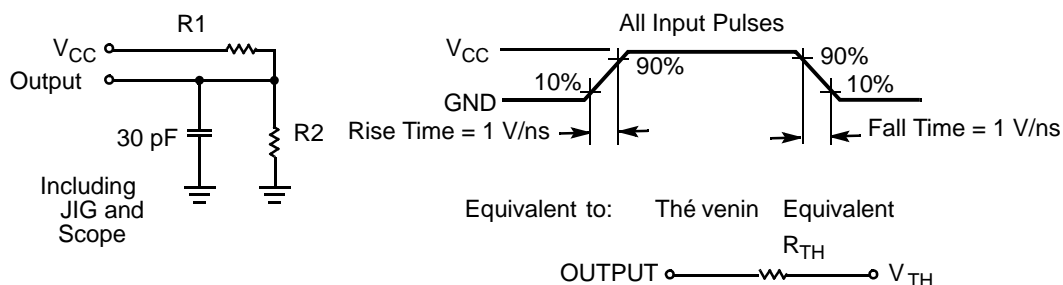 R1
VCC
Output
30 pF
R2
Including
JIG and
Scope
All Input Pulses
VCC
90%
90%
10%
10%
GND
Rise Time = 1 V/ns
Fall Time = 1 V/ns
Equivalent to: Thé venin Equivalent
RTH
OUTPUT
VTH